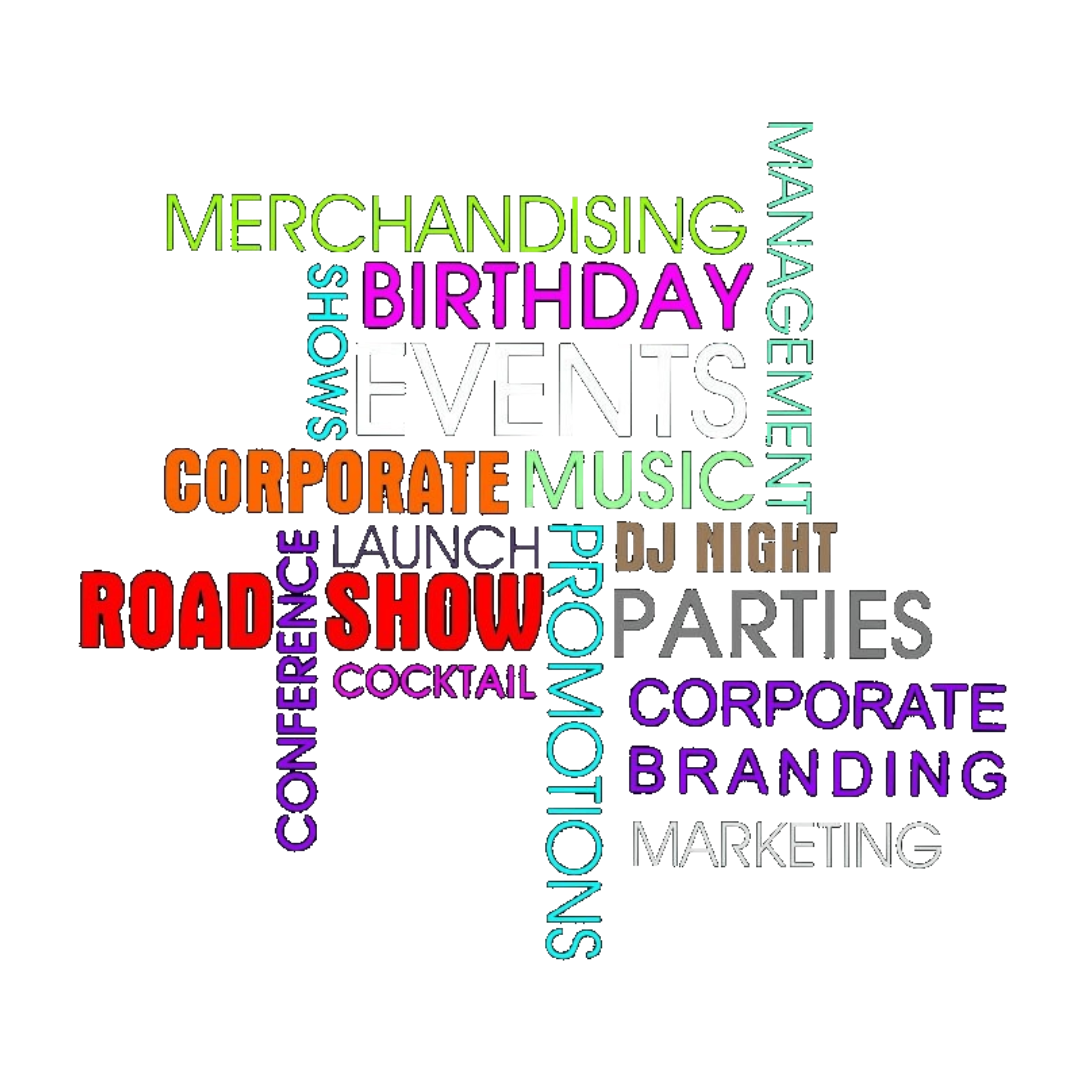 MANAGEMENT
MERCHANDISING
SHOWS
BIRTHDAY
EVENTS
CORPORATE
MUSIC
CONFERENCE
LAUNCH
PROMOTIONS
DJ NIGHT
ROAD SHOW
PARTIES
COCKTAIL
CORPORATE
BRANDING
MARKETING